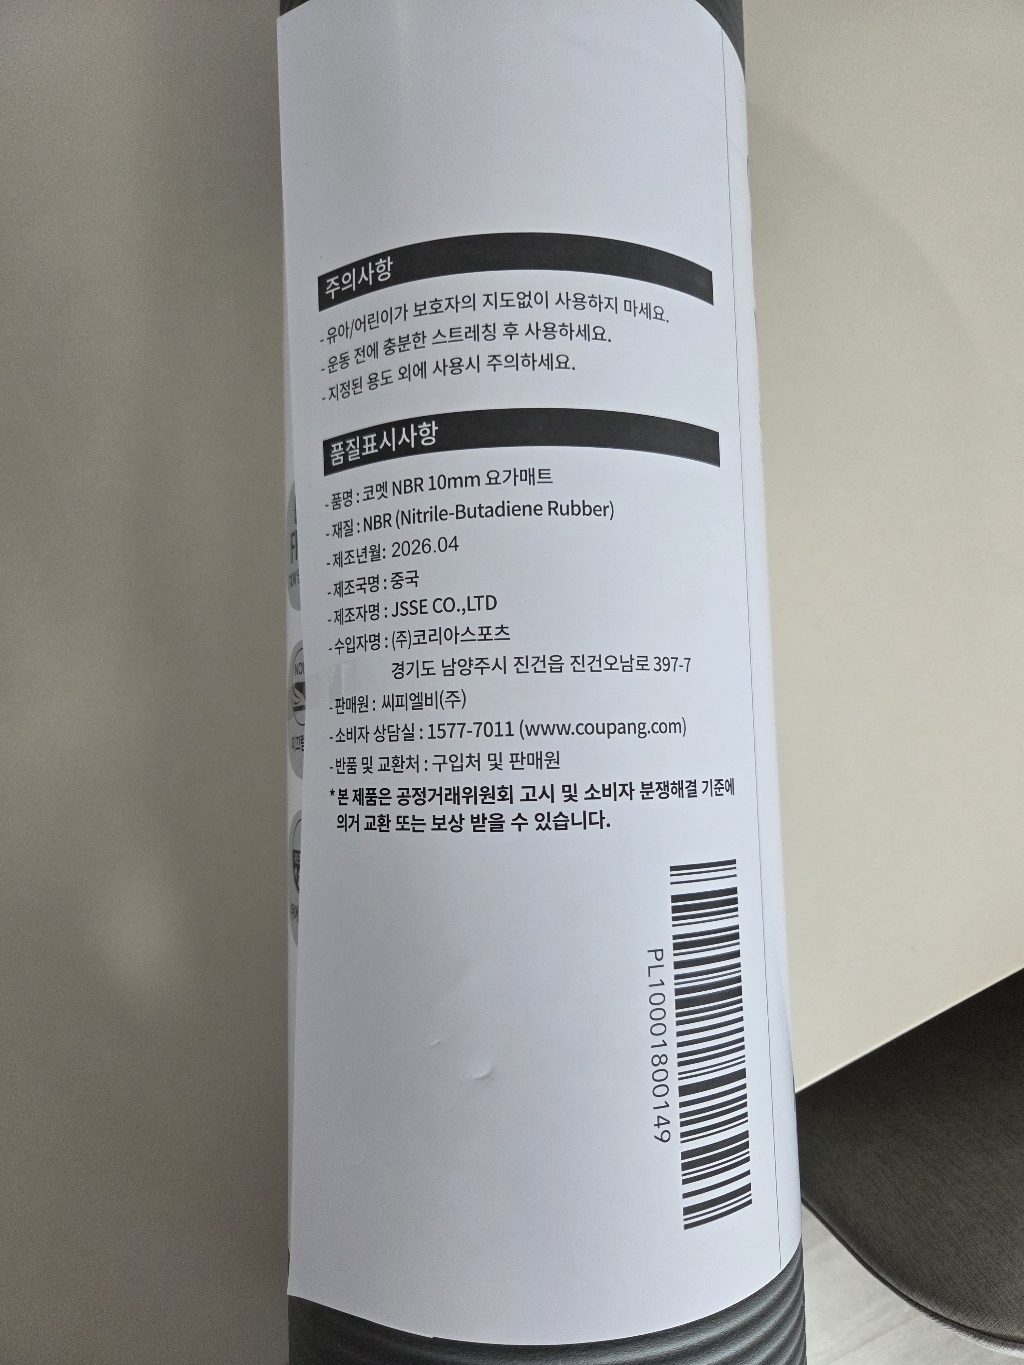 주의사항
- 유아/어린이가 보호자의 지도없이 사용하지 마세요.
- 운동 전에 충분한 스트레칭 후 사용하세요.
- 지정된 용도 외에 사용시 주의하세요.
품질표시사항
- 품명 : 코멧 NBR 10mm 요가매트
- 재질 : NBR (Nitrile-Butadiene Rubber)
- 제조년월: 2026.04
- 제조국명 : 중국
- 제조자명 : JSSE CO.,LTD
- 수입자명 : (주)코리아스포츠
경기도 남양주시 진건읍 진건오남로 397-7
- 판매원 : 씨피엘비(주)
- 소비자 상담실 : 1577-7011 (www.coupang.com)
- 반품 및 교환처 : 구입처 및 판매원
* 본 제품은 공정거래위원회 고시 및 소비자 분쟁해결 기준에
의거 교환 또는 보상 받을 수 있습니다.
PL10001800149